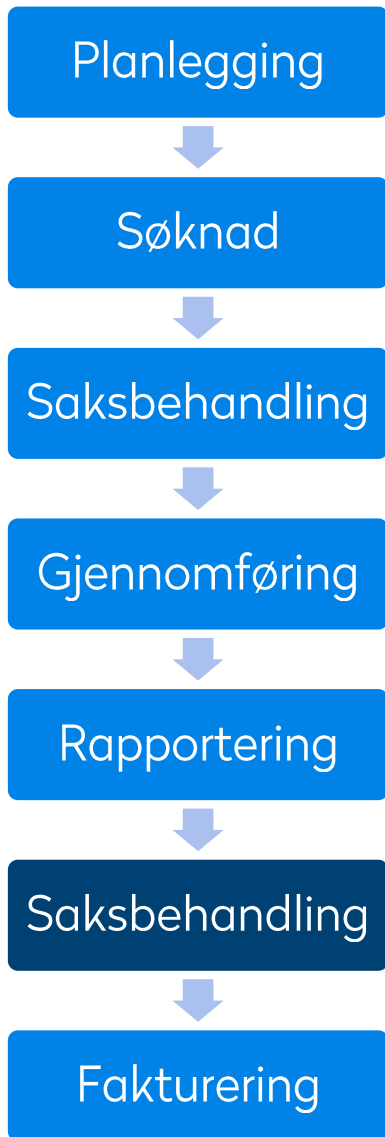 Planlegging
Søknad
Saksbehandling
Gjennomføring
Rapportering
Saksbehandling
Fakturering